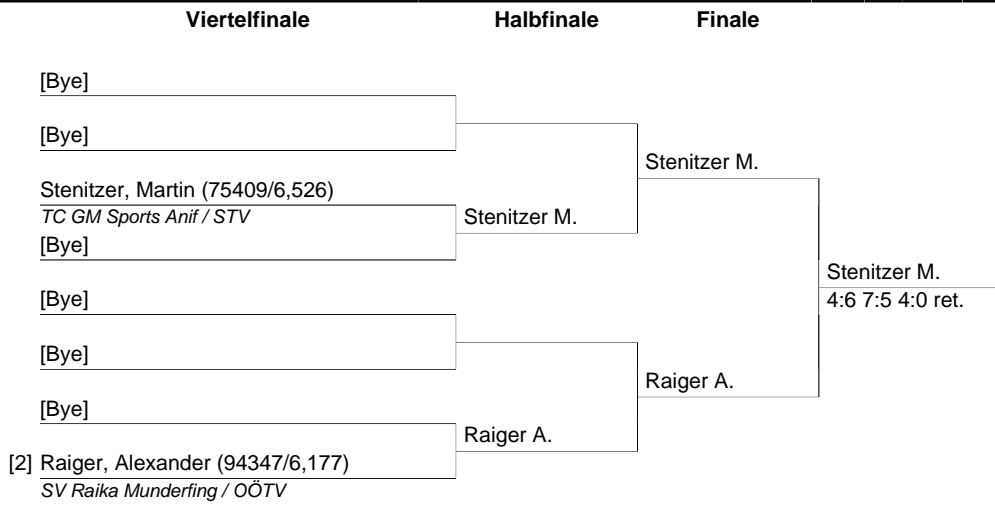 Viertelfinale Halbfinale Finale
[Bye]
[Bye]
Stenitzer M.
Stenitzer, Martin (75409/6,526)
TC GM Sports Anif / STV
Stenitzer M.
[Bye]
Stenitzer M.
[Bye]
4:6 7:5 4:0 ret.
[Bye]
Raiger A.
[Bye]
Raiger A.
[2] Raiger, Alexander (94347/6,177)
SV Raika Munderfing / OÖTV